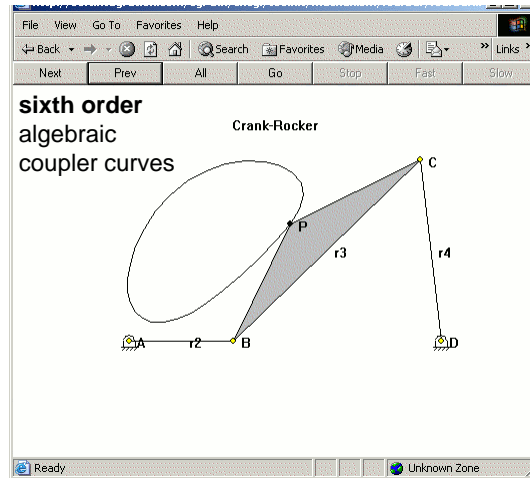 File View Go To Favorites Help
Back Search Favorites Media Links
Next Prev All Go Stop Fast Slow
sixth order
algebraic
coupler curves
Crank-Rocker
C
P
r3 r4
A r2 B D
Ready Unknown Zone